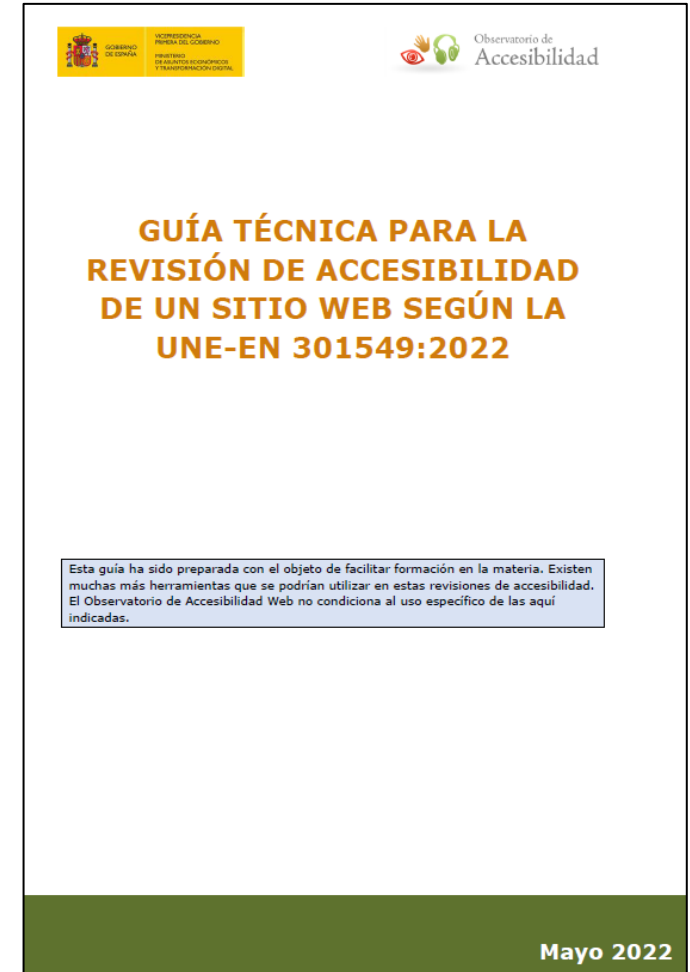 GOBIERNO
DE ESPAÑA
VICEPRESIDENCIA
PRIMERA DEL GOBIERNO
MINISTERIO
DE ASUNTOS ECONÓMICOS
Y TRANSFORMACIÓN DIGITAL
Observatorio de
Accesibilidad
GUÍA TÉCNICA PARA LA
REVISIÓN DE ACCESIBILIDAD
DE UN SITIO WEB SEGÚN LA
UNE-EN 301549:2022
Esta guía ha sido preparada con el objeto de facilitar formación en la materia. Existen
muchas más herramientas que se podrían utilizar en estas revisiones de accesibilidad.
El Observatorio de Accesibilidad Web no condiciona al uso específico de las aquí
indicadas.
Mayo 2022